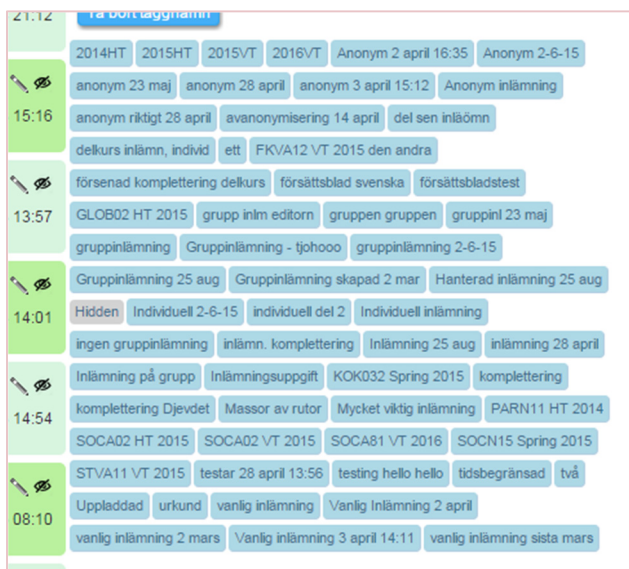 21:12 Ta bort taggnamn
2014HT 2015HT 2015VT 2016VT Anonym 2 april 16:35 Anonym 2-6-15
anonym 23 maj anonym 28 april anonym 3 april 15:12 Anonym inlämning
15:16 anonym riktigt 28 april avanonymisering 14 april del sen inläömn
delkurs inlämn, individ ett FKVA12 VT 2015 den andra
försenad komplettering delkurs försättsblad svenska försättsbladstest
13:57 GLOB02 HT 2015 grupp inlm editorn gruppen gruppen gruppinl 23 maj
gruppinlämning Gruppinlämning - tjohooo gruppinlämning 2-6-15
Gruppinlämning 25 aug Gruppinlämning skapad 2 mar Hanterad inlämning 25 aug
14:01 Hidden Individuell 2-6-15 individuell del 2 Individuell inlämning
ingen gruppinlämning inlämn. komplettering Inlämning 25 aug inlämning 28 april
Inlämning på grupp Inlämningsuppgift KOK032 Spring 2015 komplettering
14:54 komplettering Djevdet Massor av rutor Mycket viktig inlämning PARN11 HT 2014
SOCA02 HT 2015 SOCA02 VT 2015 SOCA81 VT 2016 SOCN15 Spring 2015
STVA11 VT 2015 testar 28 april 13:56 testing hello hello tidsbegränsad två
08:10 Uppladdad urkund vanlig inlämning Vanlig Inlämning 2 april
vanlig inlämning 2 mars Vanlig inlämning 3 april 14:11 vanlig inlämning sista mars